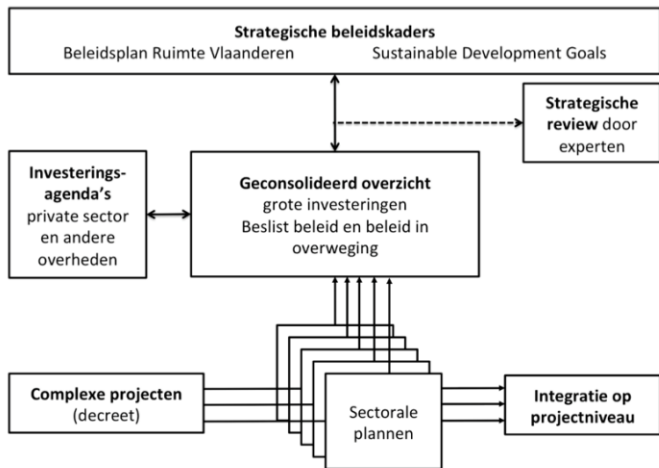 Strategische beleidskaders
Beleidsplan Ruimte Vlaanderen Sustainable Development Goals
Strategische
review door
experten
Investerings-
agenda's
private sector
en andere
overheden
Geconsolideerd overzicht
grote investeringen
Beslist beleid en beleid in
overweging
Complexe projecten
(decreet)
Sectorale
plannen
Integratie op
projectniveau